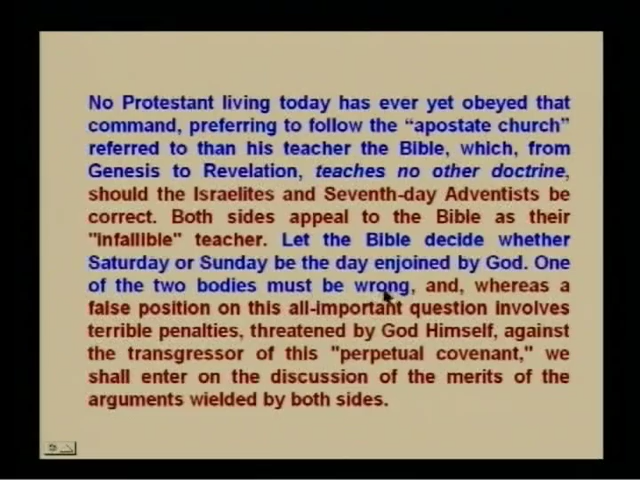 No Protestant living today has ever yet obeyed that
command, preferring to follow the “apostate church”
referred to than his teacher the Bible, which, from
Genesis to Revelation, teaches no other doctrine,
should the Israelites and Seventh-day Adventists be
correct. Both sides appeal to the Bible as their
"infallible" teacher. Let the Bible decide whether
Saturday or Sunday be the day enjoined by God. One
of the two bodies must be wrong, and, whereas a
false position on this all-important question involves
terrible penalties, threatened by God Himself, against
the transgressor of this "perpetual covenant," we
shall enter on the discussion of the merits of the
arguments wielded by both sides.